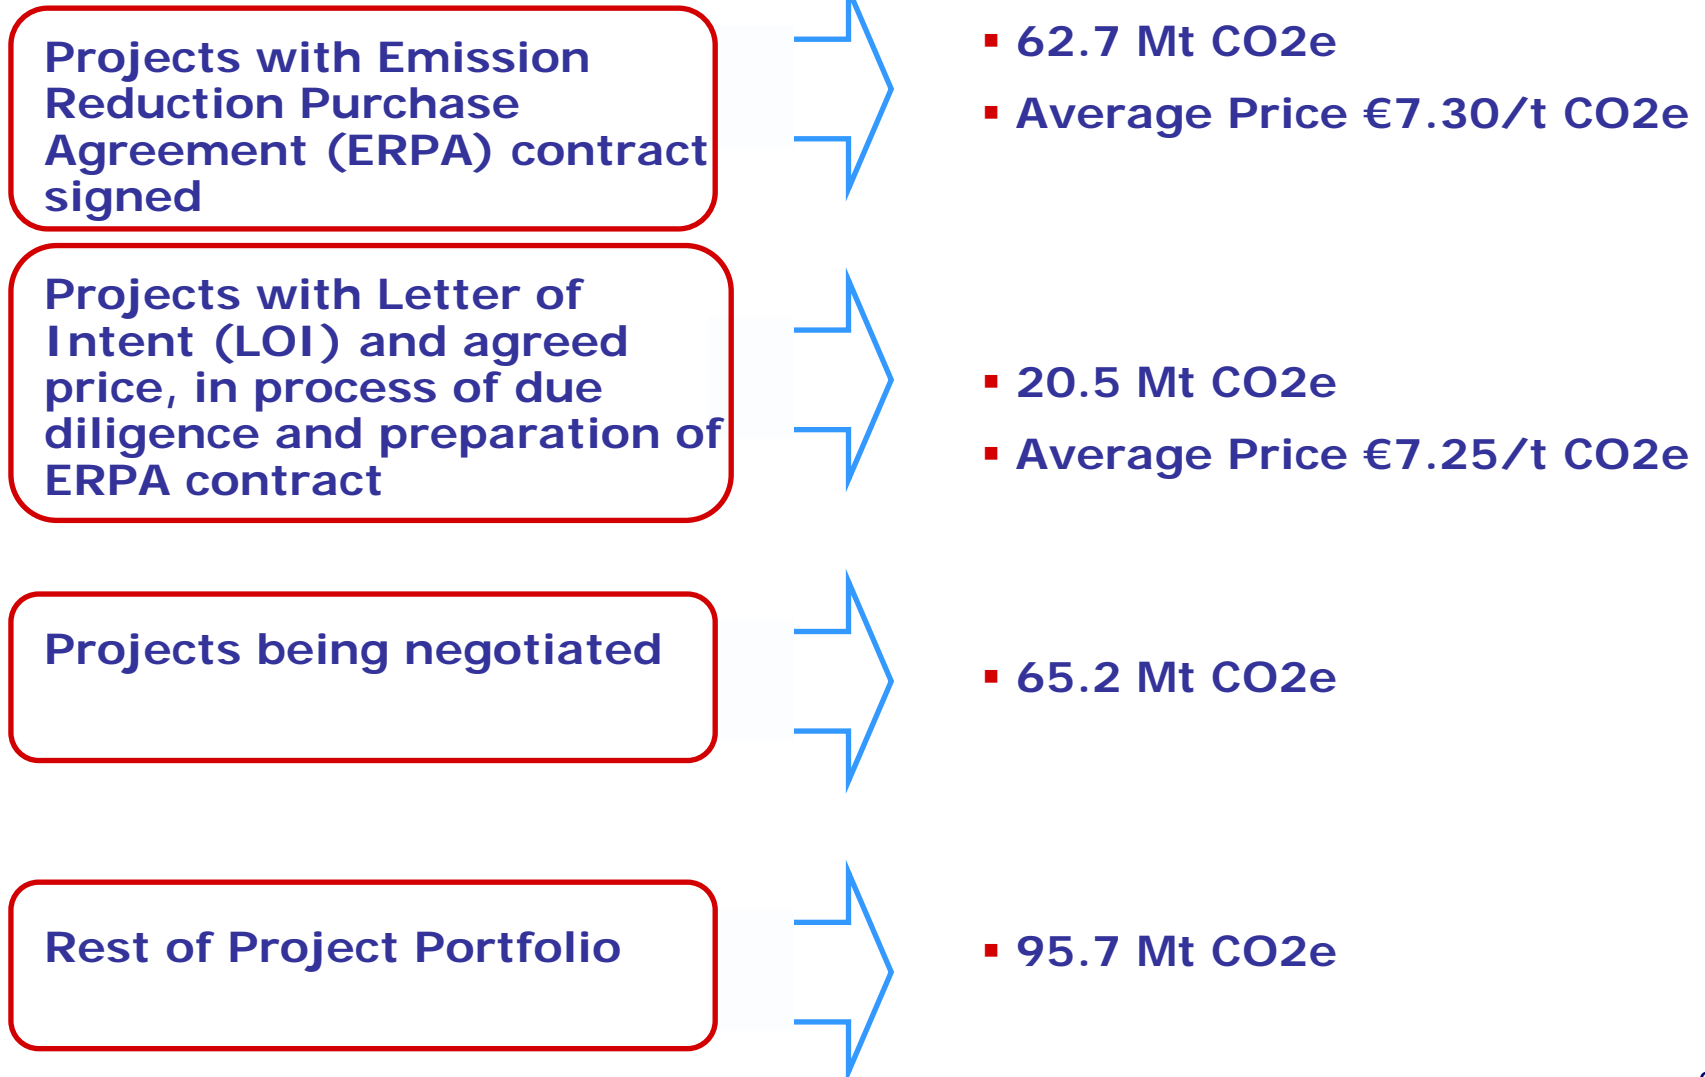 Projects with Emission
Reduction Purchase
Agreement (ERPA) contract
signed
▪ 62.7 Mt CO2e
▪ Average Price €7.30/t CO2e
Projects with Letter of
Intent (LOI) and agreed
price, in process of due
diligence and preparation of
ERPA contract
▪ 20.5 Mt CO2e
▪ Average Price €7.25/t CO2e
Projects being negotiated
▪ 65.2 Mt CO2e
Rest of Project Portfolio
▪ 95.7 Mt CO2e